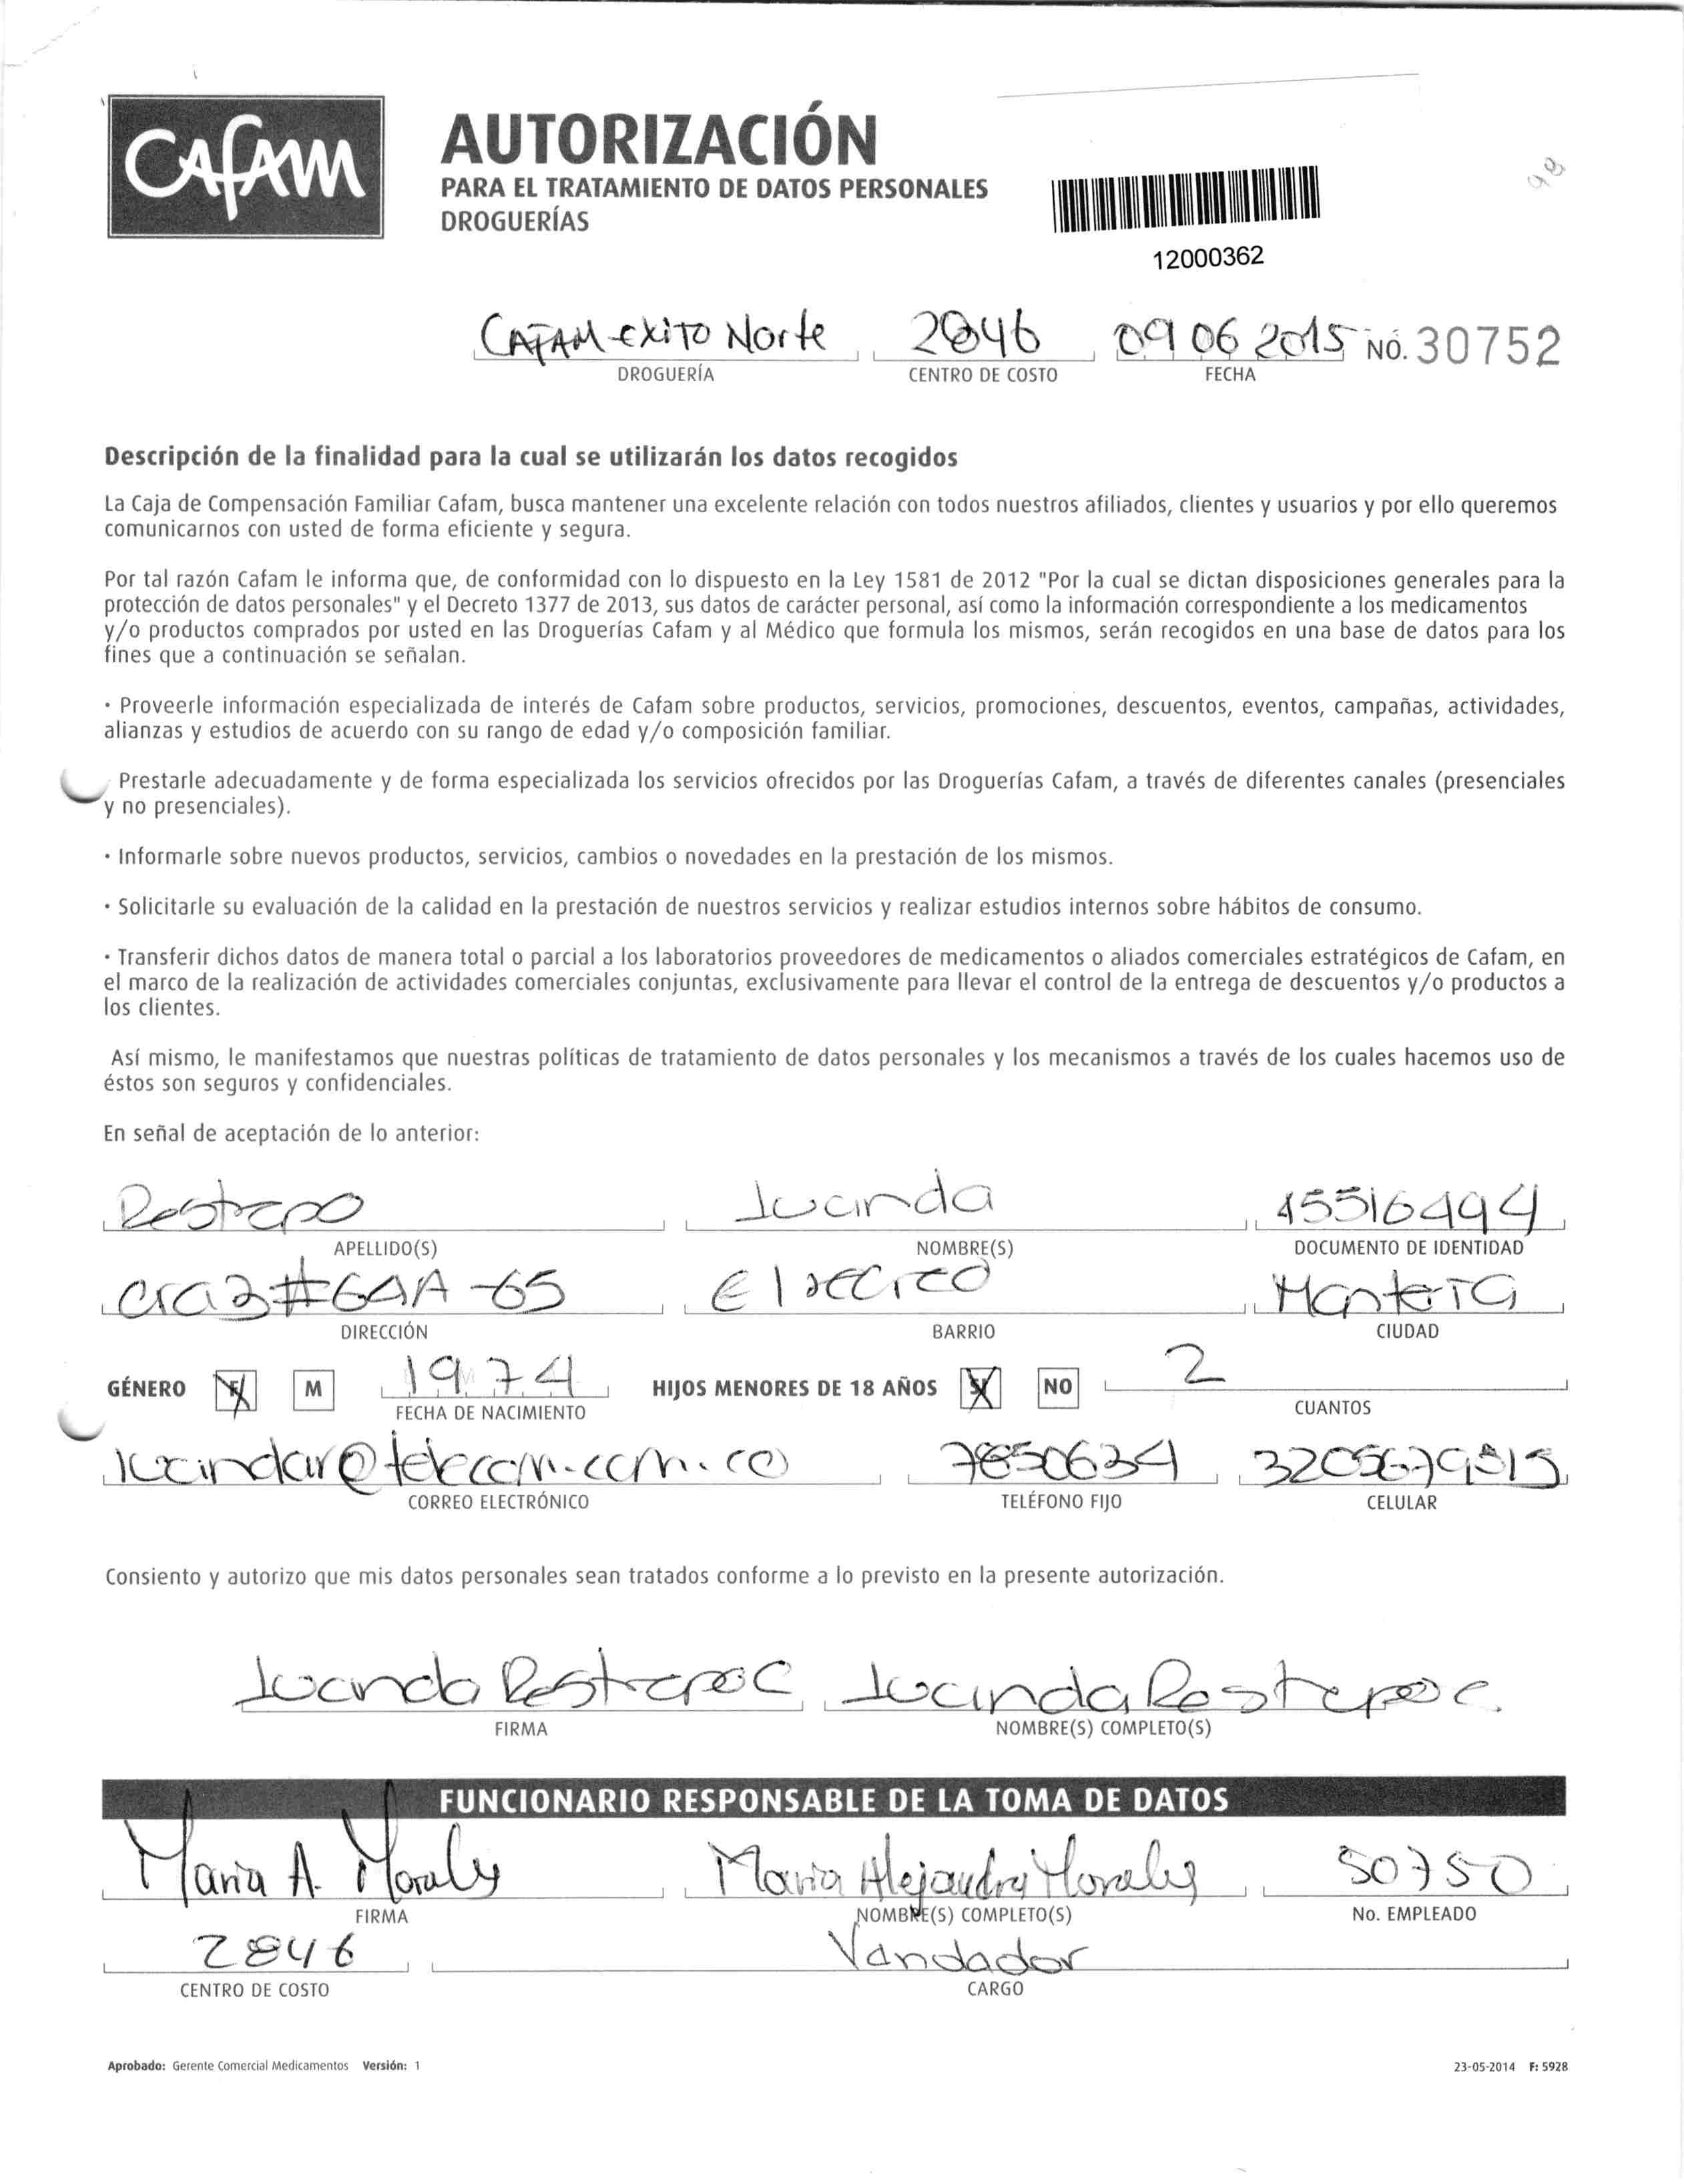 Cafam
AUTORIZACIÓN
PARA EL TRATAMIENTO DE DATOS PERSONALES
DROGUERÍAS
98
12000362
CAFAM exito Norte 2846 09 06 2015 NO. 30752
DROGUERÍA CENTRO DE COSTO FECHA
Descripción de la finalidad para la cual se utilizarán los datos recogidos
La Caja de Compensación Familiar Cafam, busca mantener una excelente relación con todos nuestros afiliados, clientes y usuarios y por ello queremos
comunicarnos con usted de forma eficiente y segura.
Por tal razón Cafam le informa que, de conformidad con lo dispuesto en la Ley 1581 de 2012 "Por la cual se dictan disposiciones generales para la
protección de datos personales" y el Decreto 1377 de 2013, sus datos de carácter personal, así como la información correspondiente a los medicamentos
y/o productos comprados por usted en las Droguerías Cafam y al Médico que formula los mismos, serán recogidos en una base de datos para los
fines que a continuación se señalan.
· Proveerle información especializada de interés de Cafam sobre productos, servicios, promociones, descuentos, eventos, campañas, actividades,
alianzas y estudios de acuerdo con su rango de edad y/o composición familiar.
· Prestarle adecuadamente y de forma especializada los servicios ofrecidos por las Droguerías Cafam, a través de diferentes canales (presenciales
y no presenciales).
· Informarle sobre nuevos productos, servicios, cambios o novedades en la prestación de los mismos.
· Solicitarle su evaluación de la calidad en la prestación de nuestros servicios y realizar estudios internos sobre hábitos de consumo.
· Transferir dichos datos de manera total o parcial a los laboratorios proveedores de medicamentos o aliados comerciales estratégicos de Cafam, en
el marco de la realización de actividades comerciales conjuntas, exclusivamente para llevar el control de la entrega de descuentos y/o productos a
los clientes.
Así mismo, le manifestamos que nuestras políticas de tratamiento de datos personales y los mecanismos a través de los cuales hacemos uso de
éstos son seguros y confidenciales.
En señal de aceptación de lo anterior:
Restrepo Lucinda
APELLIDO(S) NOMBRE(S) DOCUMENTO DE IDENTIDAD
cra 3 # 64A - 65 El recreo Monteria
DIRECCIÓN BARRIO CIUDAD
GÉNERO F M 1974 HIJOS MENORES DE 18 AÑOS SI NO 2
FECHA DE NACIMIENTO CUANTOS
lucindar@telecom.com.co 7850634
CORREO ELECTRÓNICO TELÉFONO FIJO CELULAR
Consiento y autorizo que mis datos personales sean tratados conforme a lo previsto en la presente autorización.
Lucinda Restrepo C Lucinda Restrepo c.
FIRMA NOMBRE(S) COMPLETO(S)
FUNCIONARIO RESPONSABLE DE LA TOMA DE DATOS
Maria A. Morales Maria Alejandra Morales 50750
FIRMA NOMBRE(S) COMPLETO(S) No. EMPLEADO
2846 Vendedor
CENTRO DE COSTO CARGO
Aprobado: Gerente Comercial Medicamentos Versión: 1 23-05-2014 F: 5928